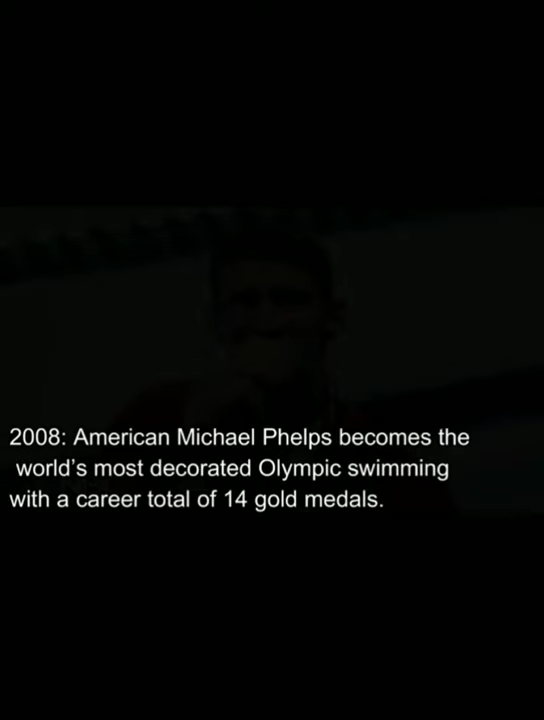 2008: American Michael Phelps becomes the
world's most decorated Olympic swimming
with a career total of 14 gold medals.